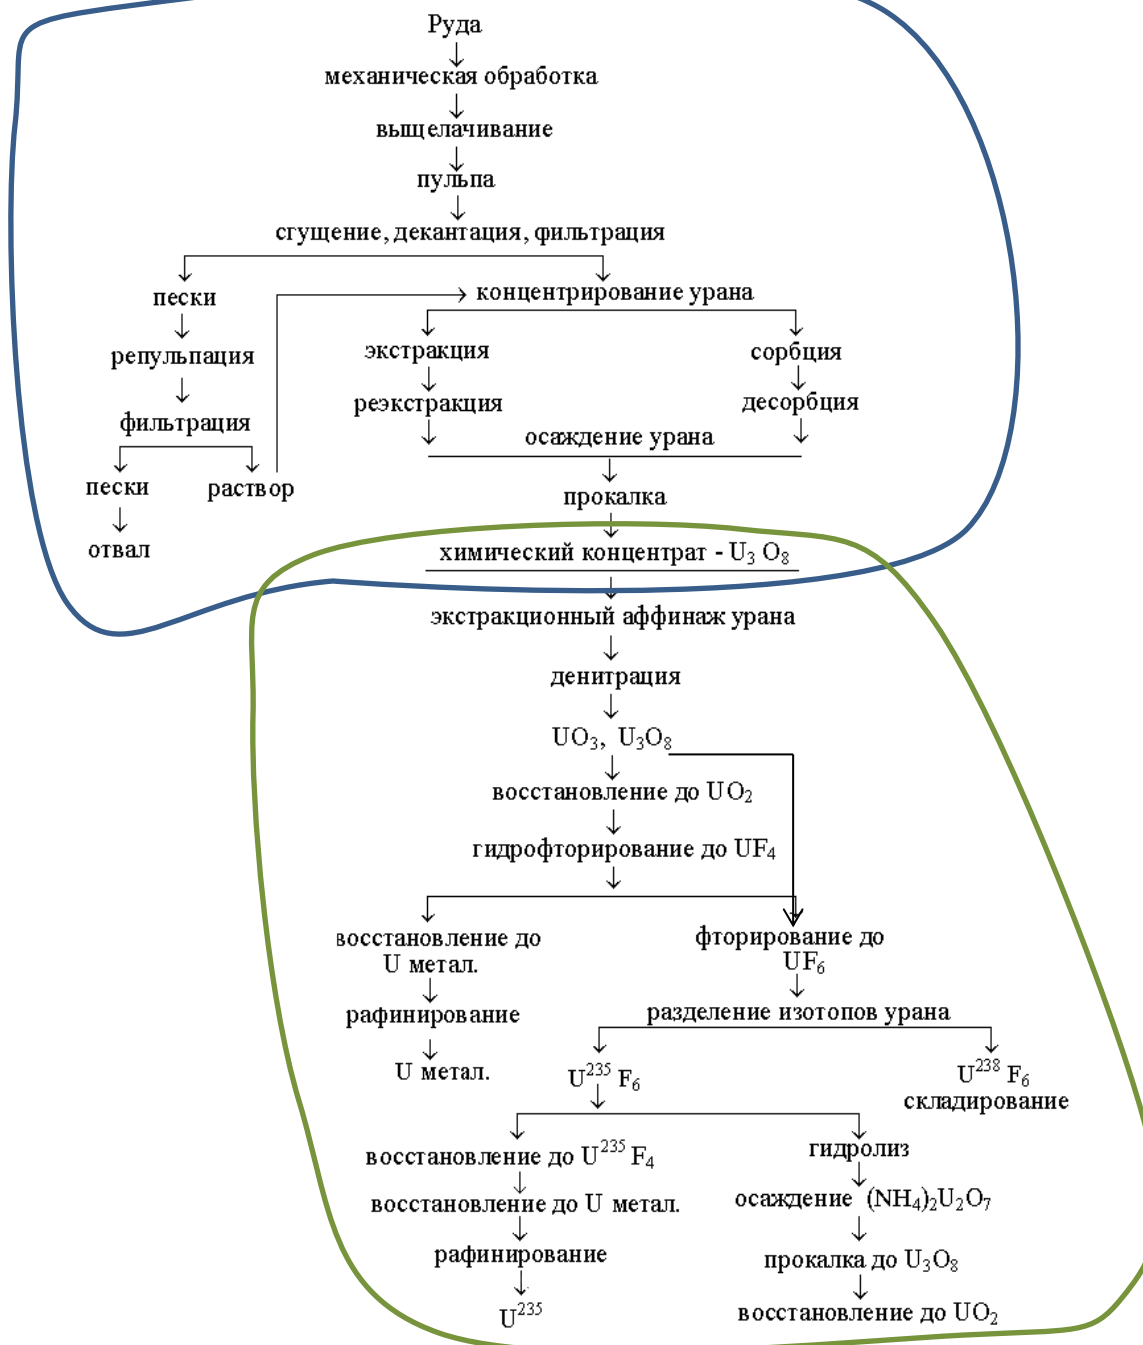 Руда
механическая обработка
выщелачивание
пульпа
сгущение, декантация, фильтрация
пески
концентрирование урана
репульпация
экстракция
сорбция
фильтрация
реэкстракция
десорбция
осаждение урана
пески
раствор
прокалка
отвал
химический концентрат - U₃ O₈
экстракционный аффинаж урана
денитрация
UO₃, U₃O₈
восстановление до UO₂
гидрофторирование до UF₄
восстановление до
U метал.
фторирование до
UF₆
рафинирование
разделение изотопов урана
U метал.
U²³⁵ F₆
U²³⁸ F₆
складирование
восстановление до U²³⁵ F₄
гидролиз
восстановление до U метал.
осаждение (NH₄)₂U₂O₇
рафинирование
прокалка до U₃O₈
U²³⁵
восстановление до UO₂